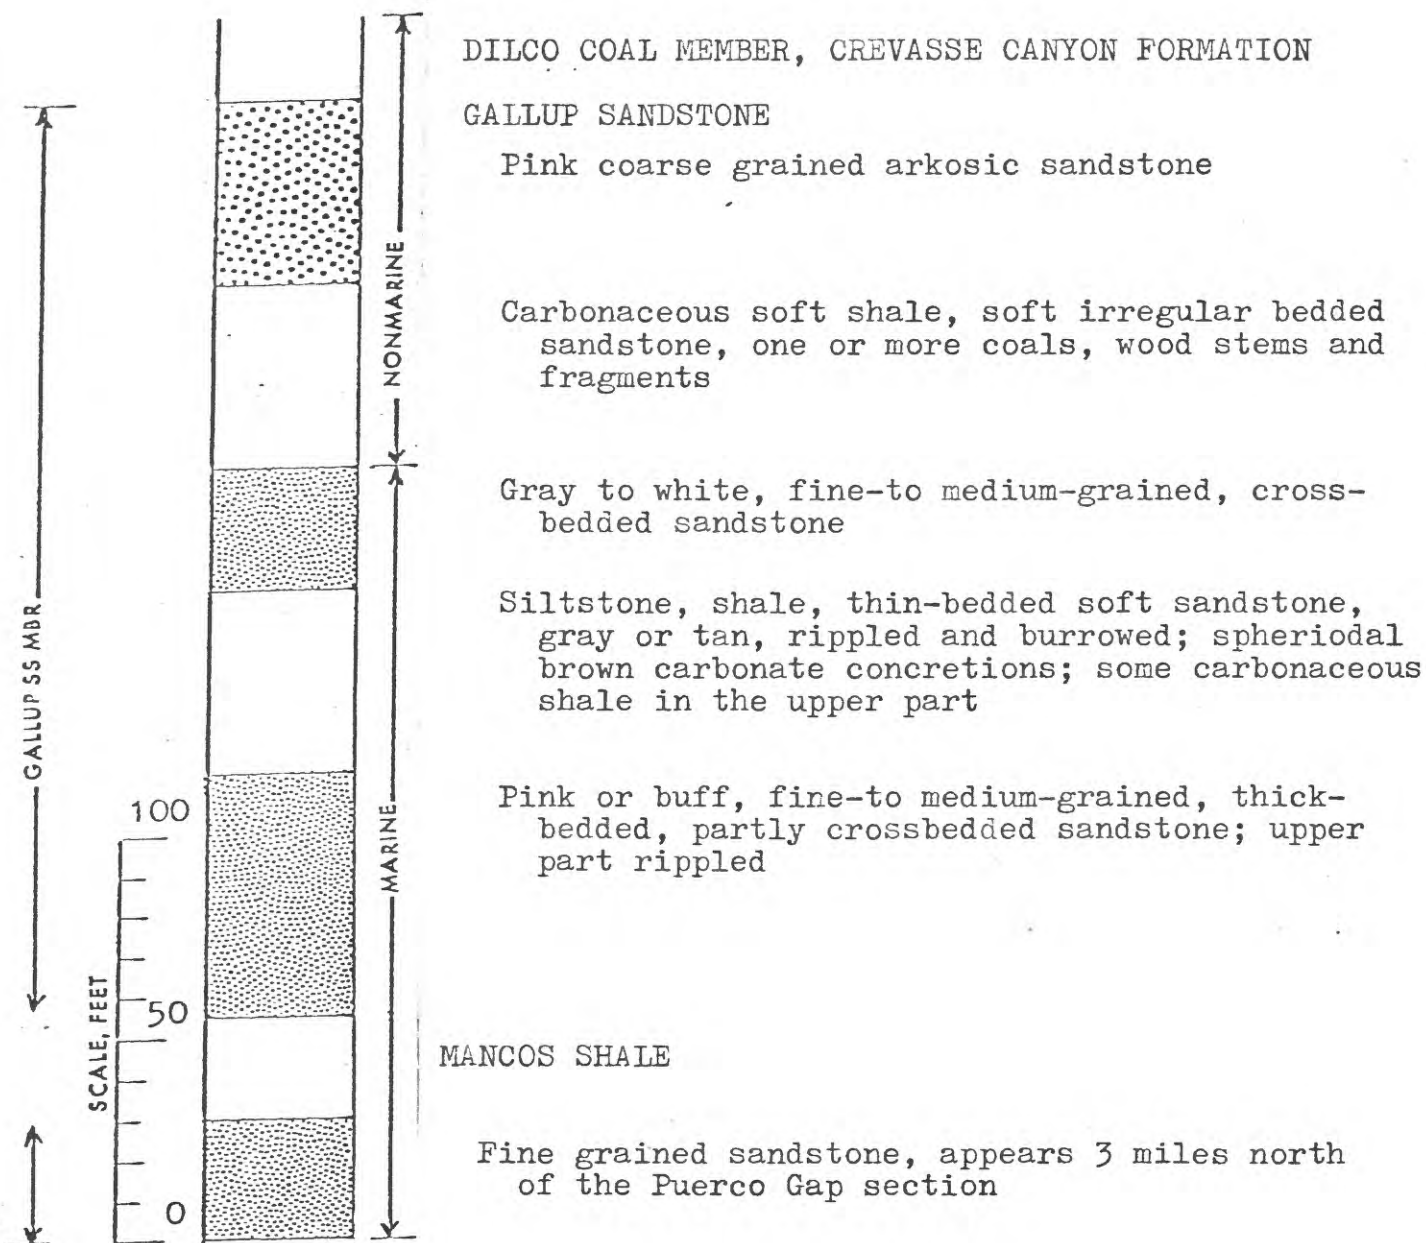 DILCO COAL MEMBER, CREVASSE CANYON FORMATION
GALLUP SANDSTONE
Pink coarse grained arkosic sandstone
NONMARINE
Carbonaceous soft shale, soft irregular bedded
sandstone, one or more coals, wood stems and
fragments
Gray to white, fine-to medium-grained, cross-
bedded sandstone
Siltstone, shale, thin-bedded soft sandstone,
gray or tan, rippled and burrowed; spheriodal
brown carbonate concretions; some carbonaceous
shale in the upper part
GALLUP SS MBR
Pink or buff, fine-to medium-grained, thick-
bedded, partly crossbedded sandstone; upper
part rippled
MARINE
100
50
0
SCALE, FEET
MANCOS SHALE
Fine grained sandstone, appears 3 miles north
of the Puerco Gap section